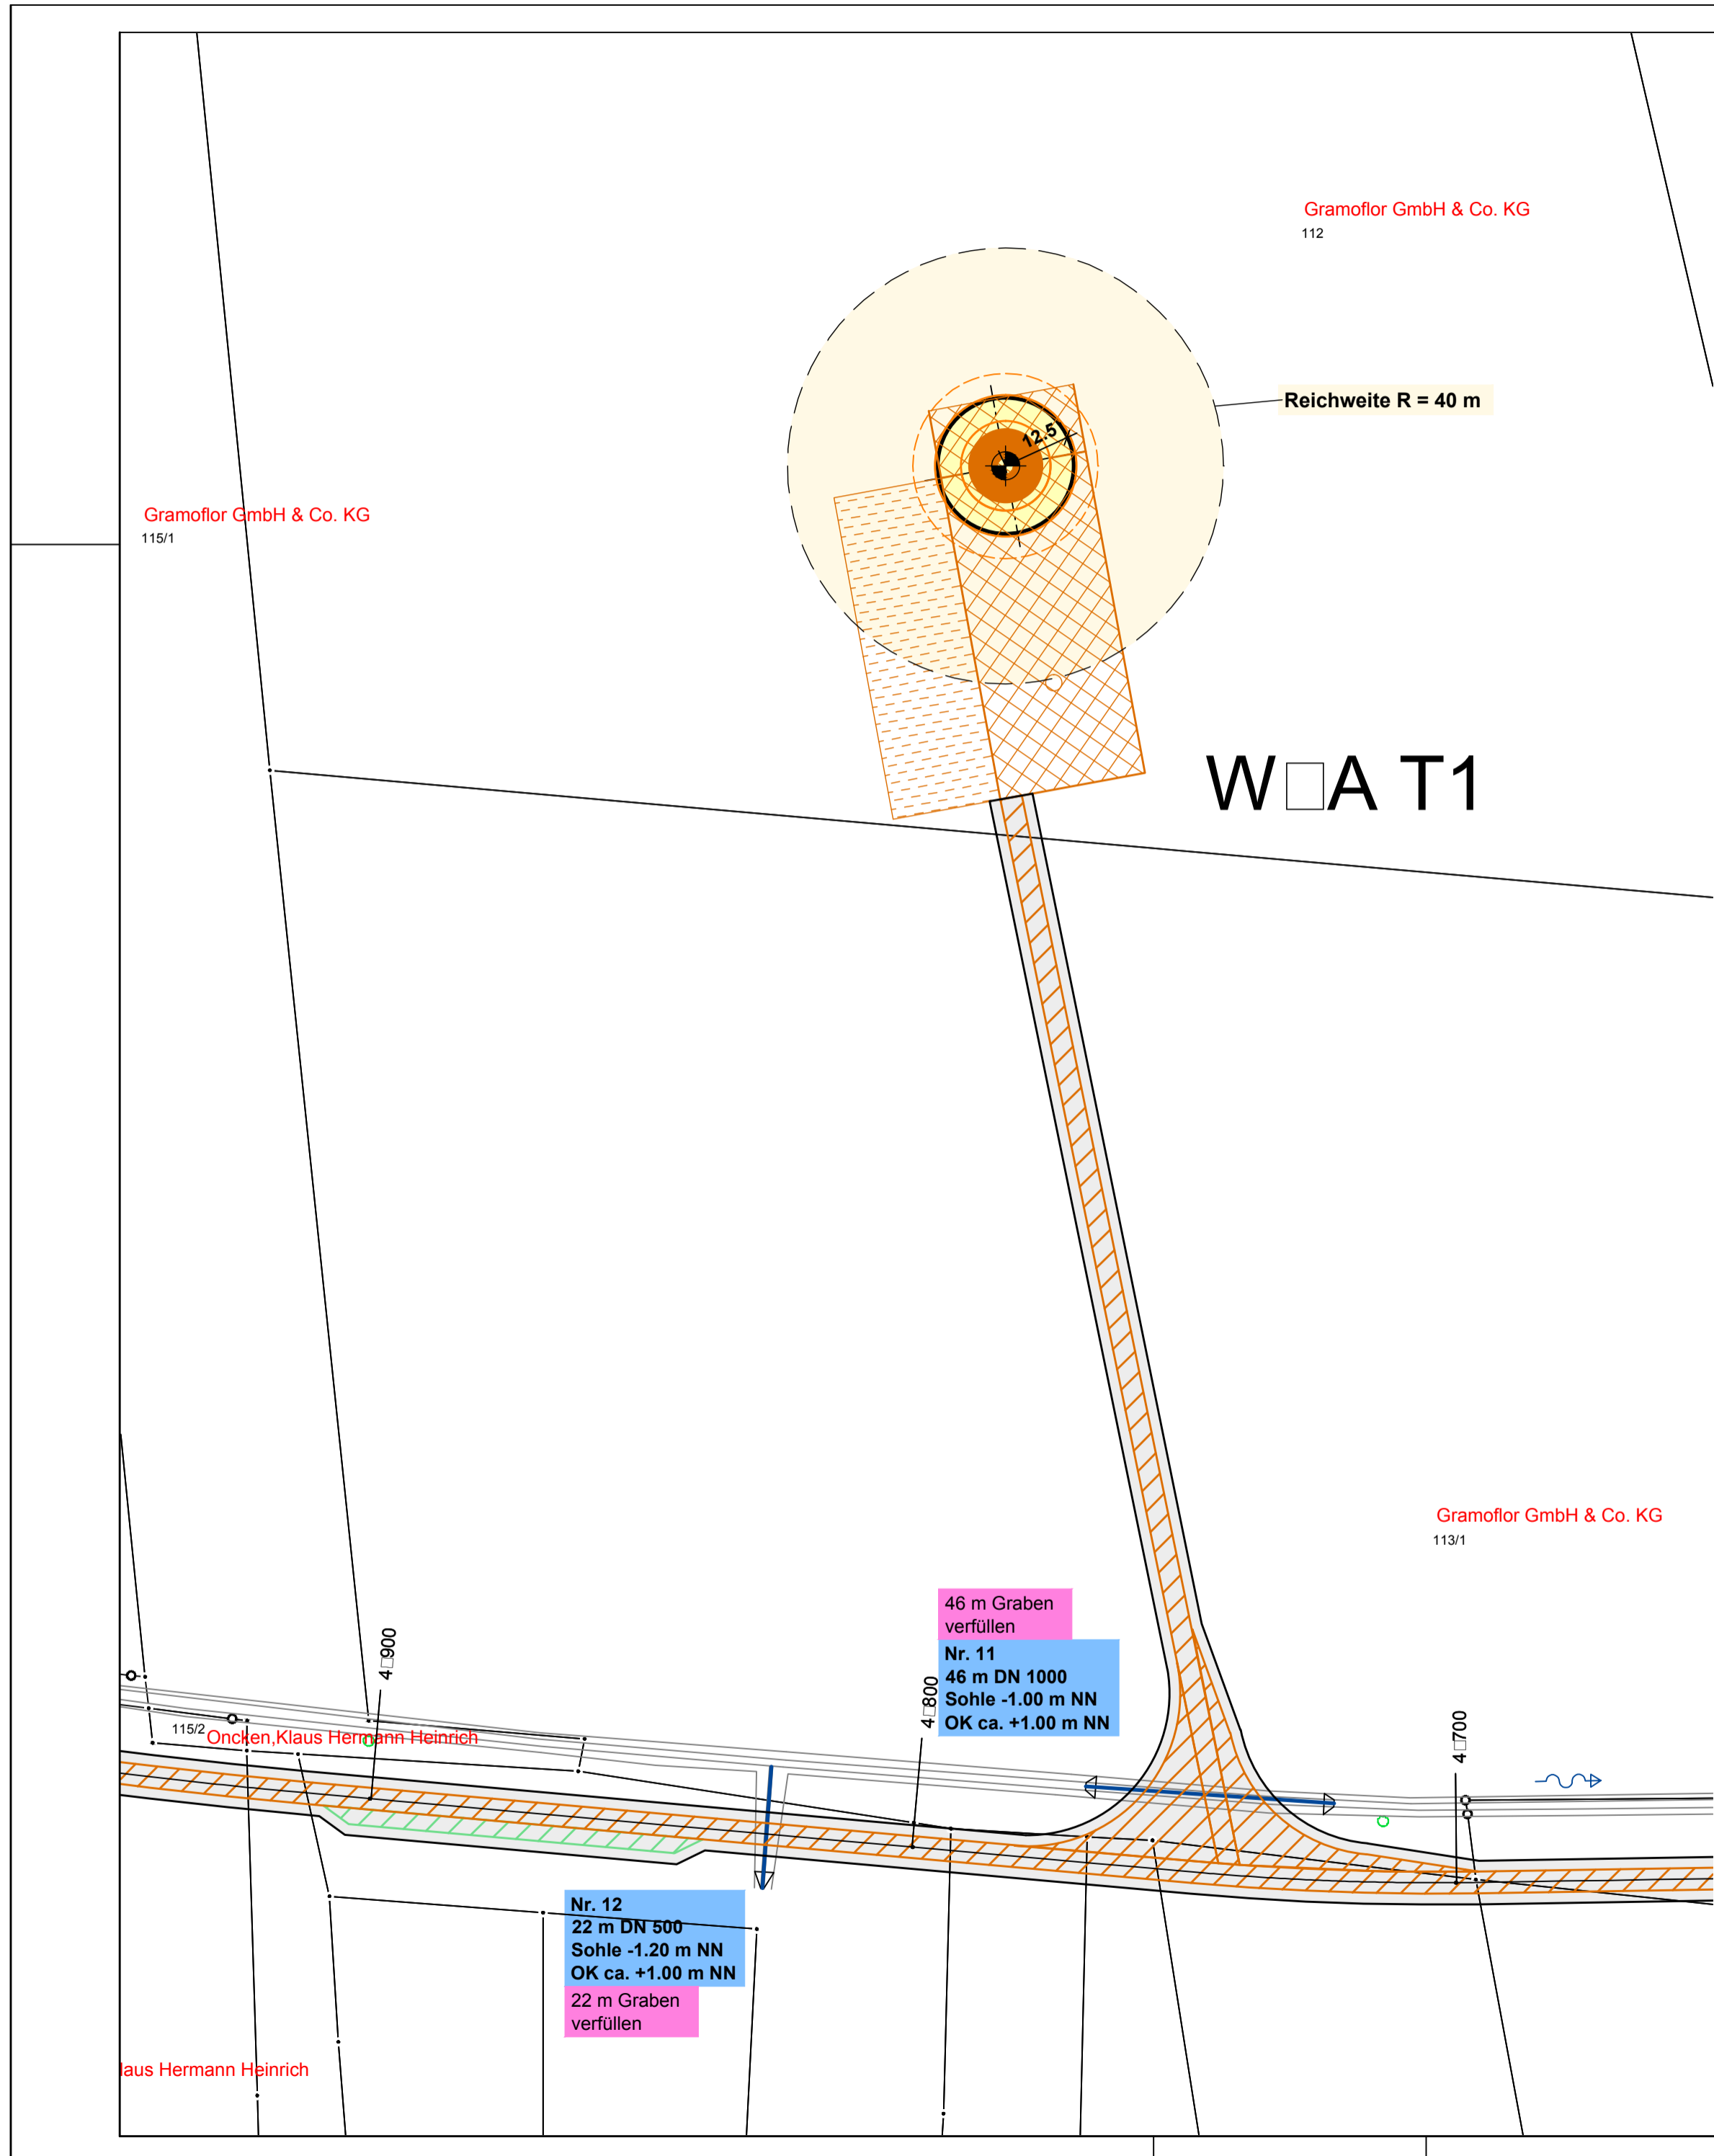 Gramoflor GmbH & Co. KG
112
Reichweite R = 40 m
12.5
Gramoflor GmbH & Co. KG
115/1
W□A T1
Gramoflor GmbH & Co. KG
113/1
46 m Graben
verfüllen
Nr. 11
46 m DN 1000
Sohle -1.00 m NN
OK ca. +1.00 m NN
4□900
4□800
4□700
115/2
Oncken,Klaus Hermann Heinrich
Nr. 12
22 m DN 500
Sohle -1.20 m NN
OK ca. +1.00 m NN
22 m Graben
verfüllen
laus Hermann Heinrich